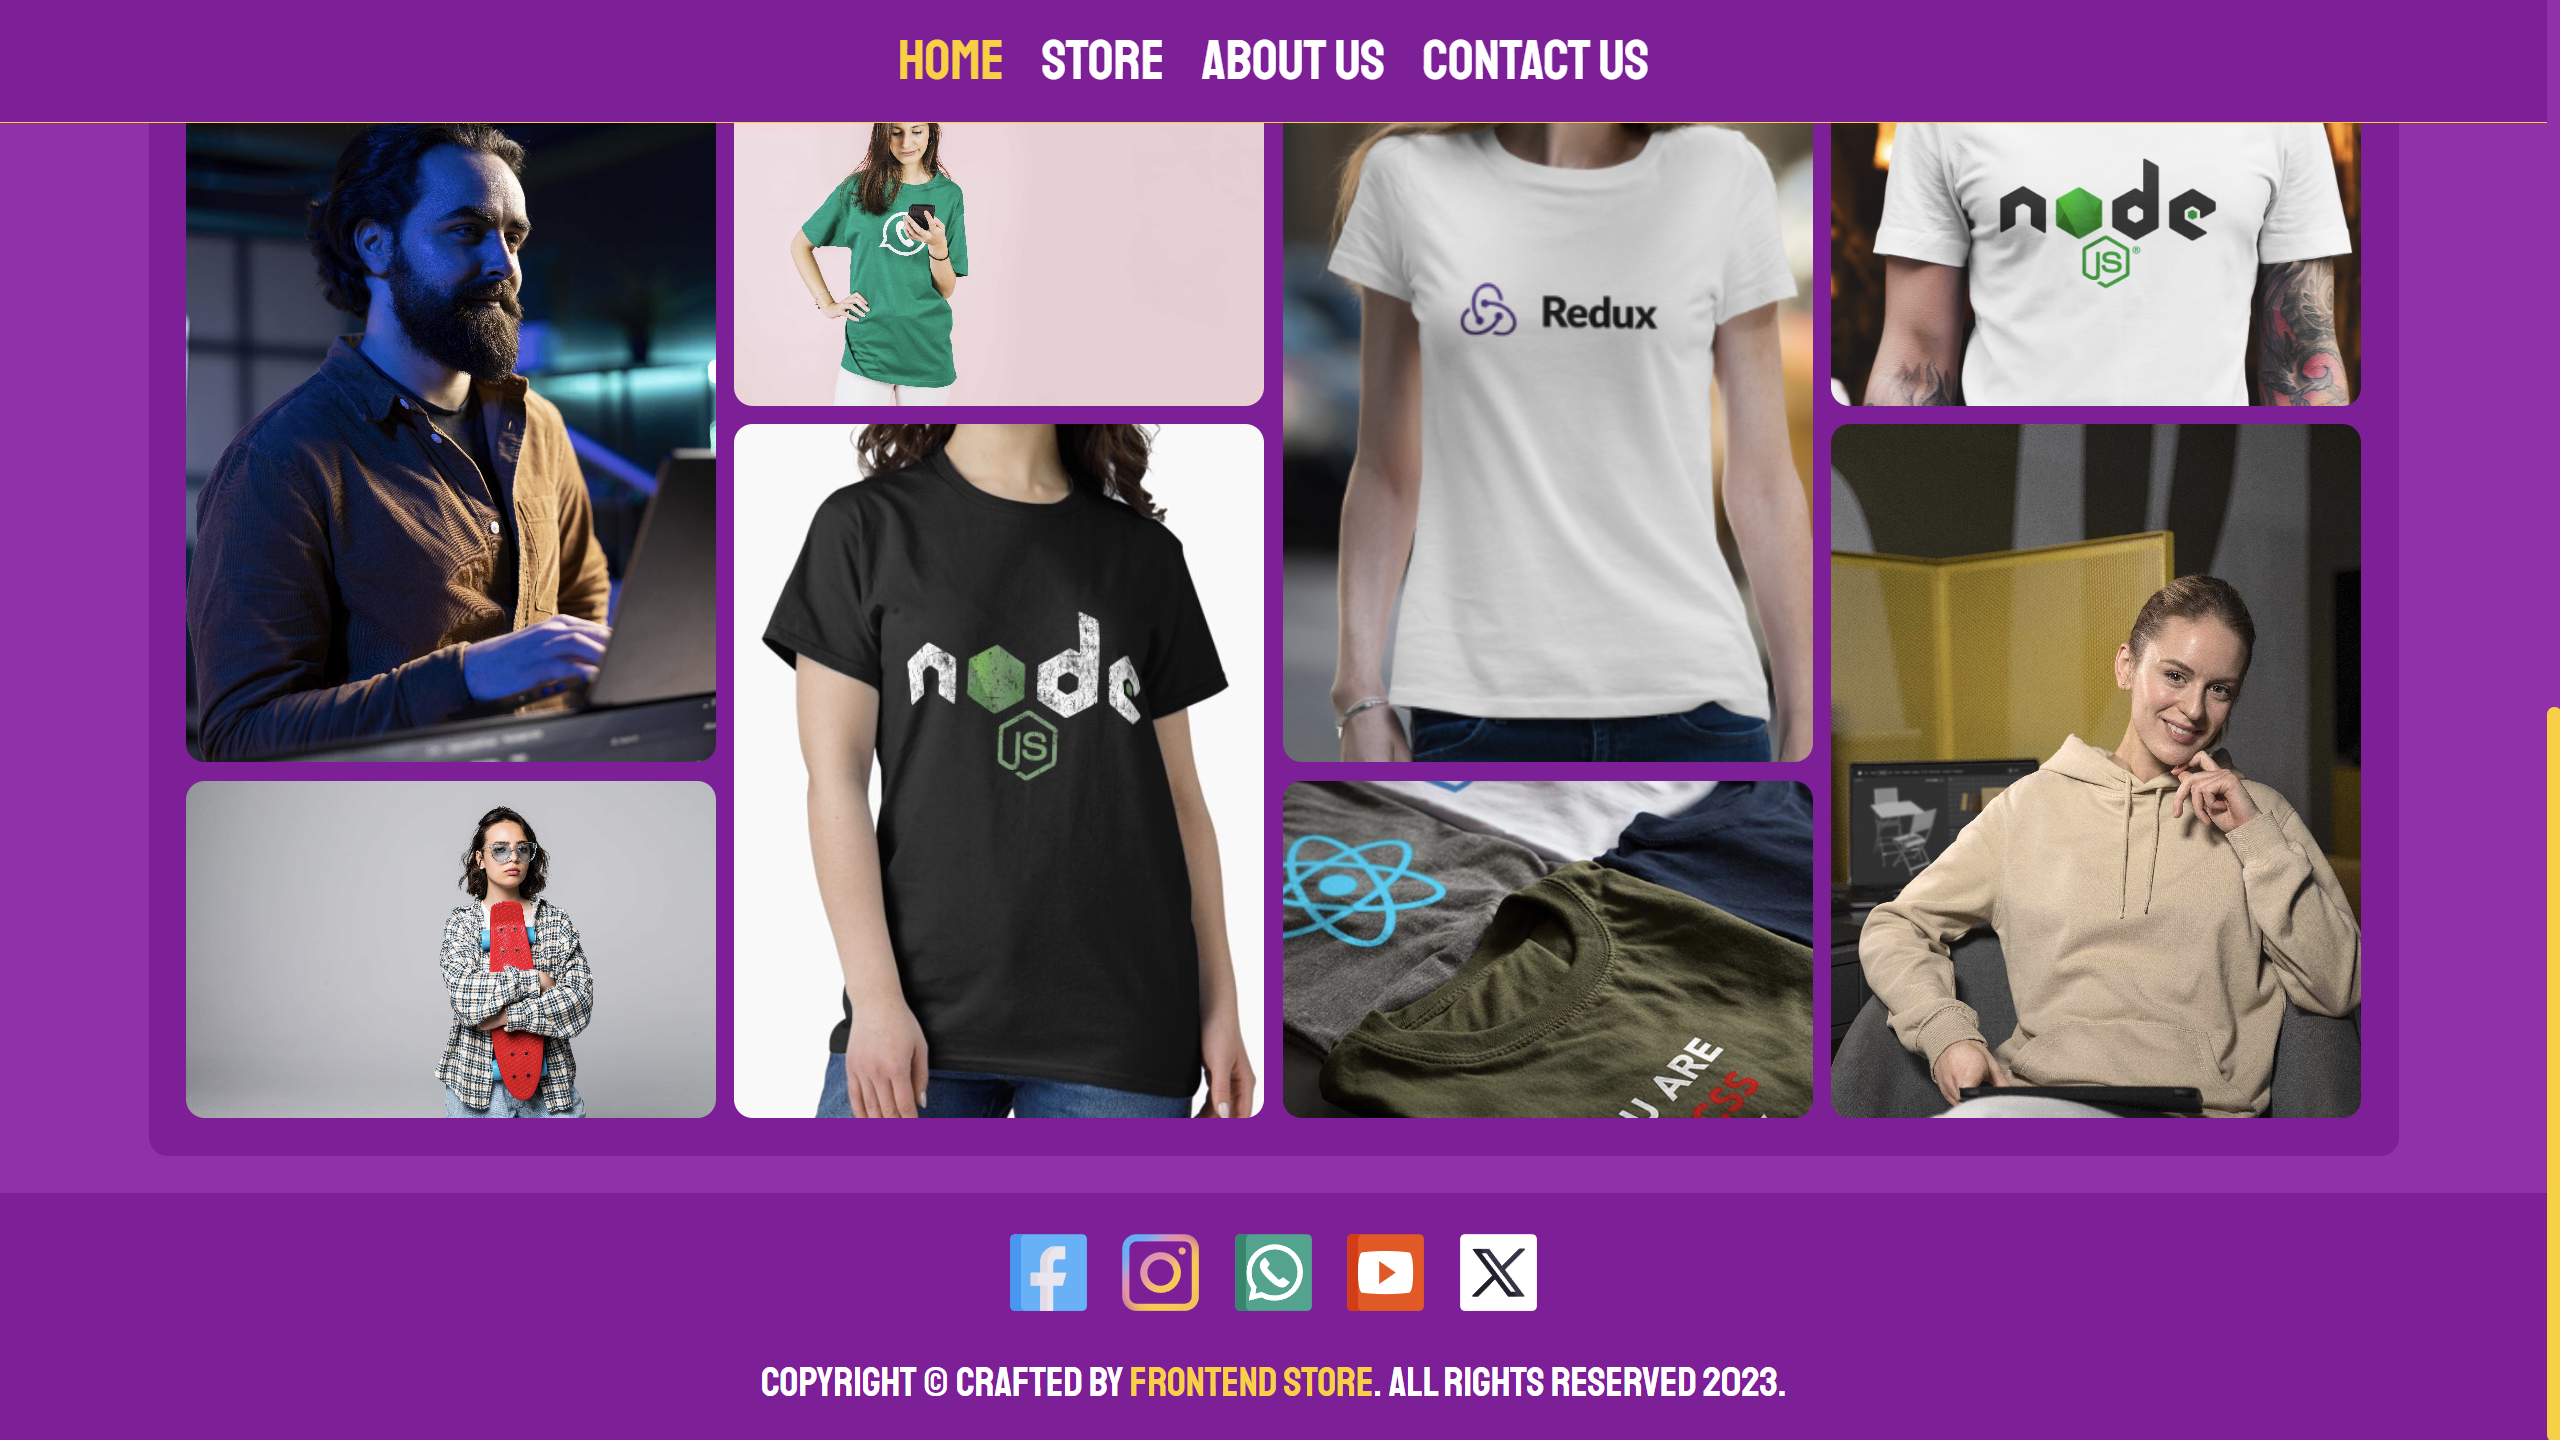 HOME STORE ABOUT US CONTACT US
Redux
node
JS
node
JS
U ARE
COPYRIGHT © CRAFTED BY FRONTEND STORE. ALL RIGHTS RESERVED 2023.